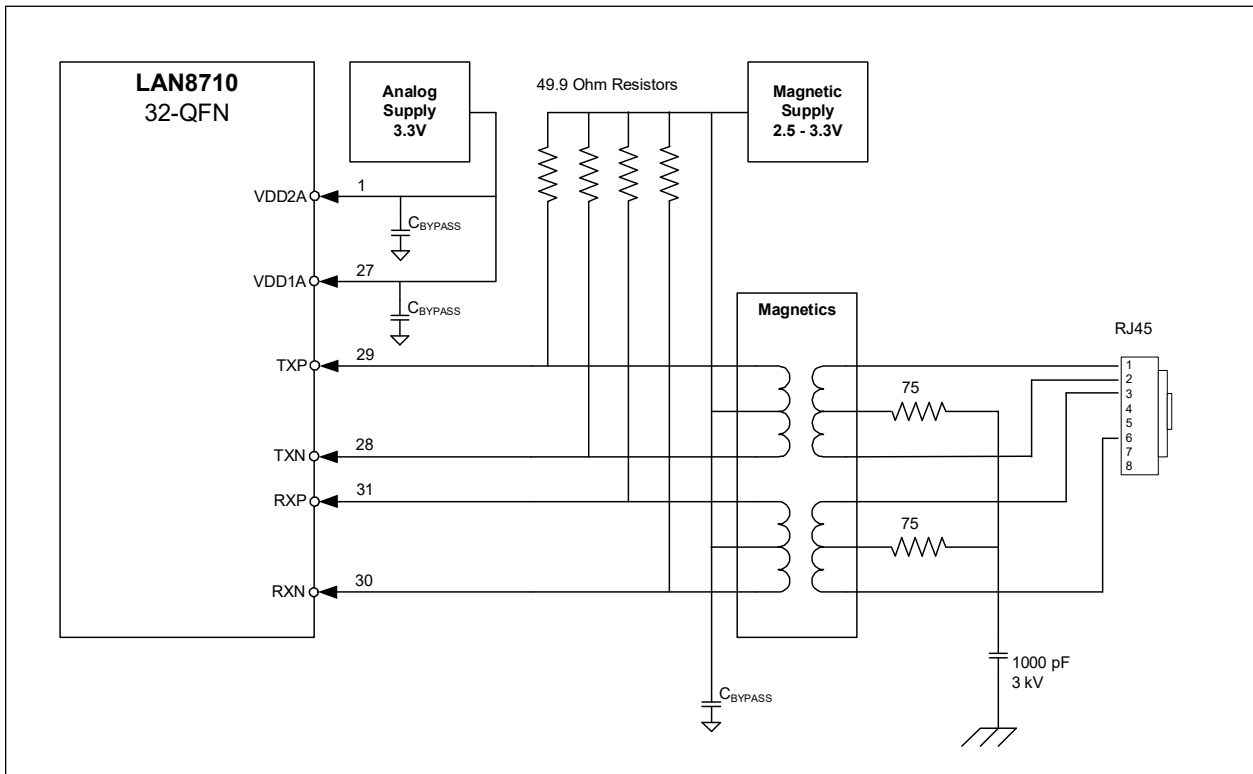 LAN8710
32-QFN
Analog
Supply
3.3V
49.9 Ohm Resistors
Magnetic
Supply
2.5 - 3.3V
VDD2A
1
CBYPASS
VDD1A
27
CBYPASS
Magnetics
RJ45
TXP
29
75
1
2
3
4
5
6
7
8
TXN
28
RXP
31
75
RXN
30
1000 pF
3 kV
CBYPASS